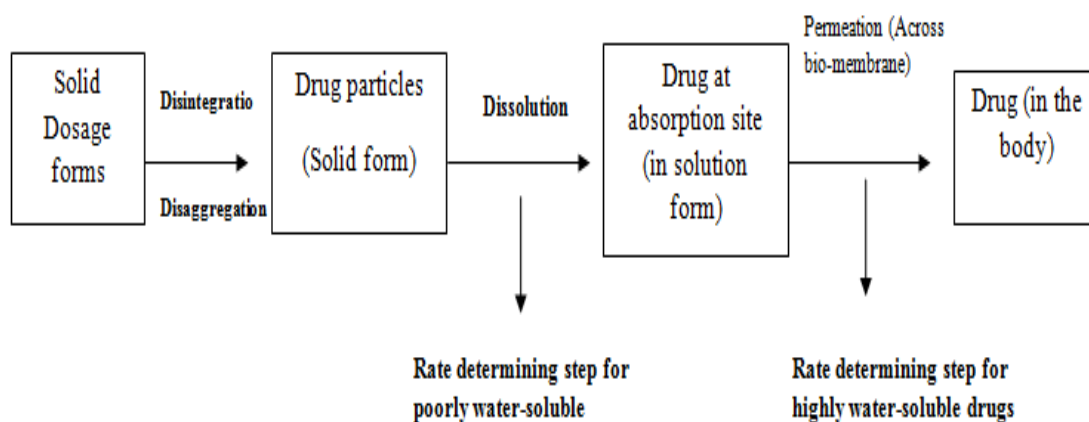 Solid
Dosage
forms
Disintegratio
Disaggregation
Drug particles
(Solid form)
Dissolution
Drug at
absorption site
(in solution
form)
Permeation (Across
bio-membrane)
Drug (in the
body)
Rate determining step for
poorly water-soluble
Rate determining step for
highly water-soluble drugs